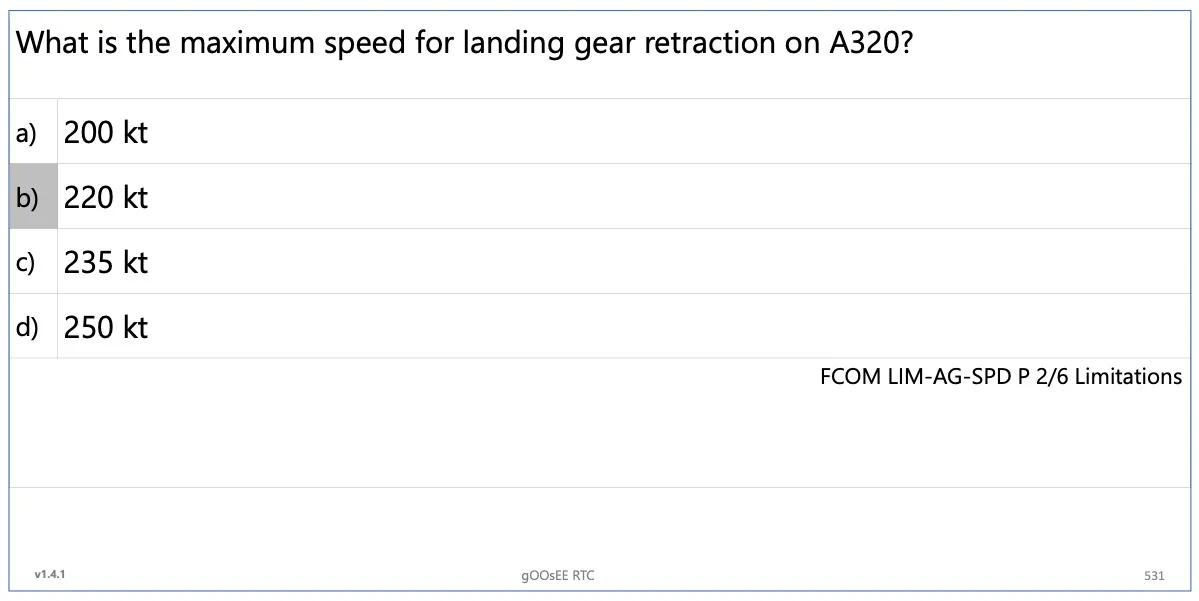 What is the maximum speed for landing gear retraction on A320?
a) 200 kt
b) 220 kt
c) 235 kt
d) 250 kt
FCOM LIM-AG-SPD P 2/6 Limitations
v1.4.1 gOOsEE RTC 531